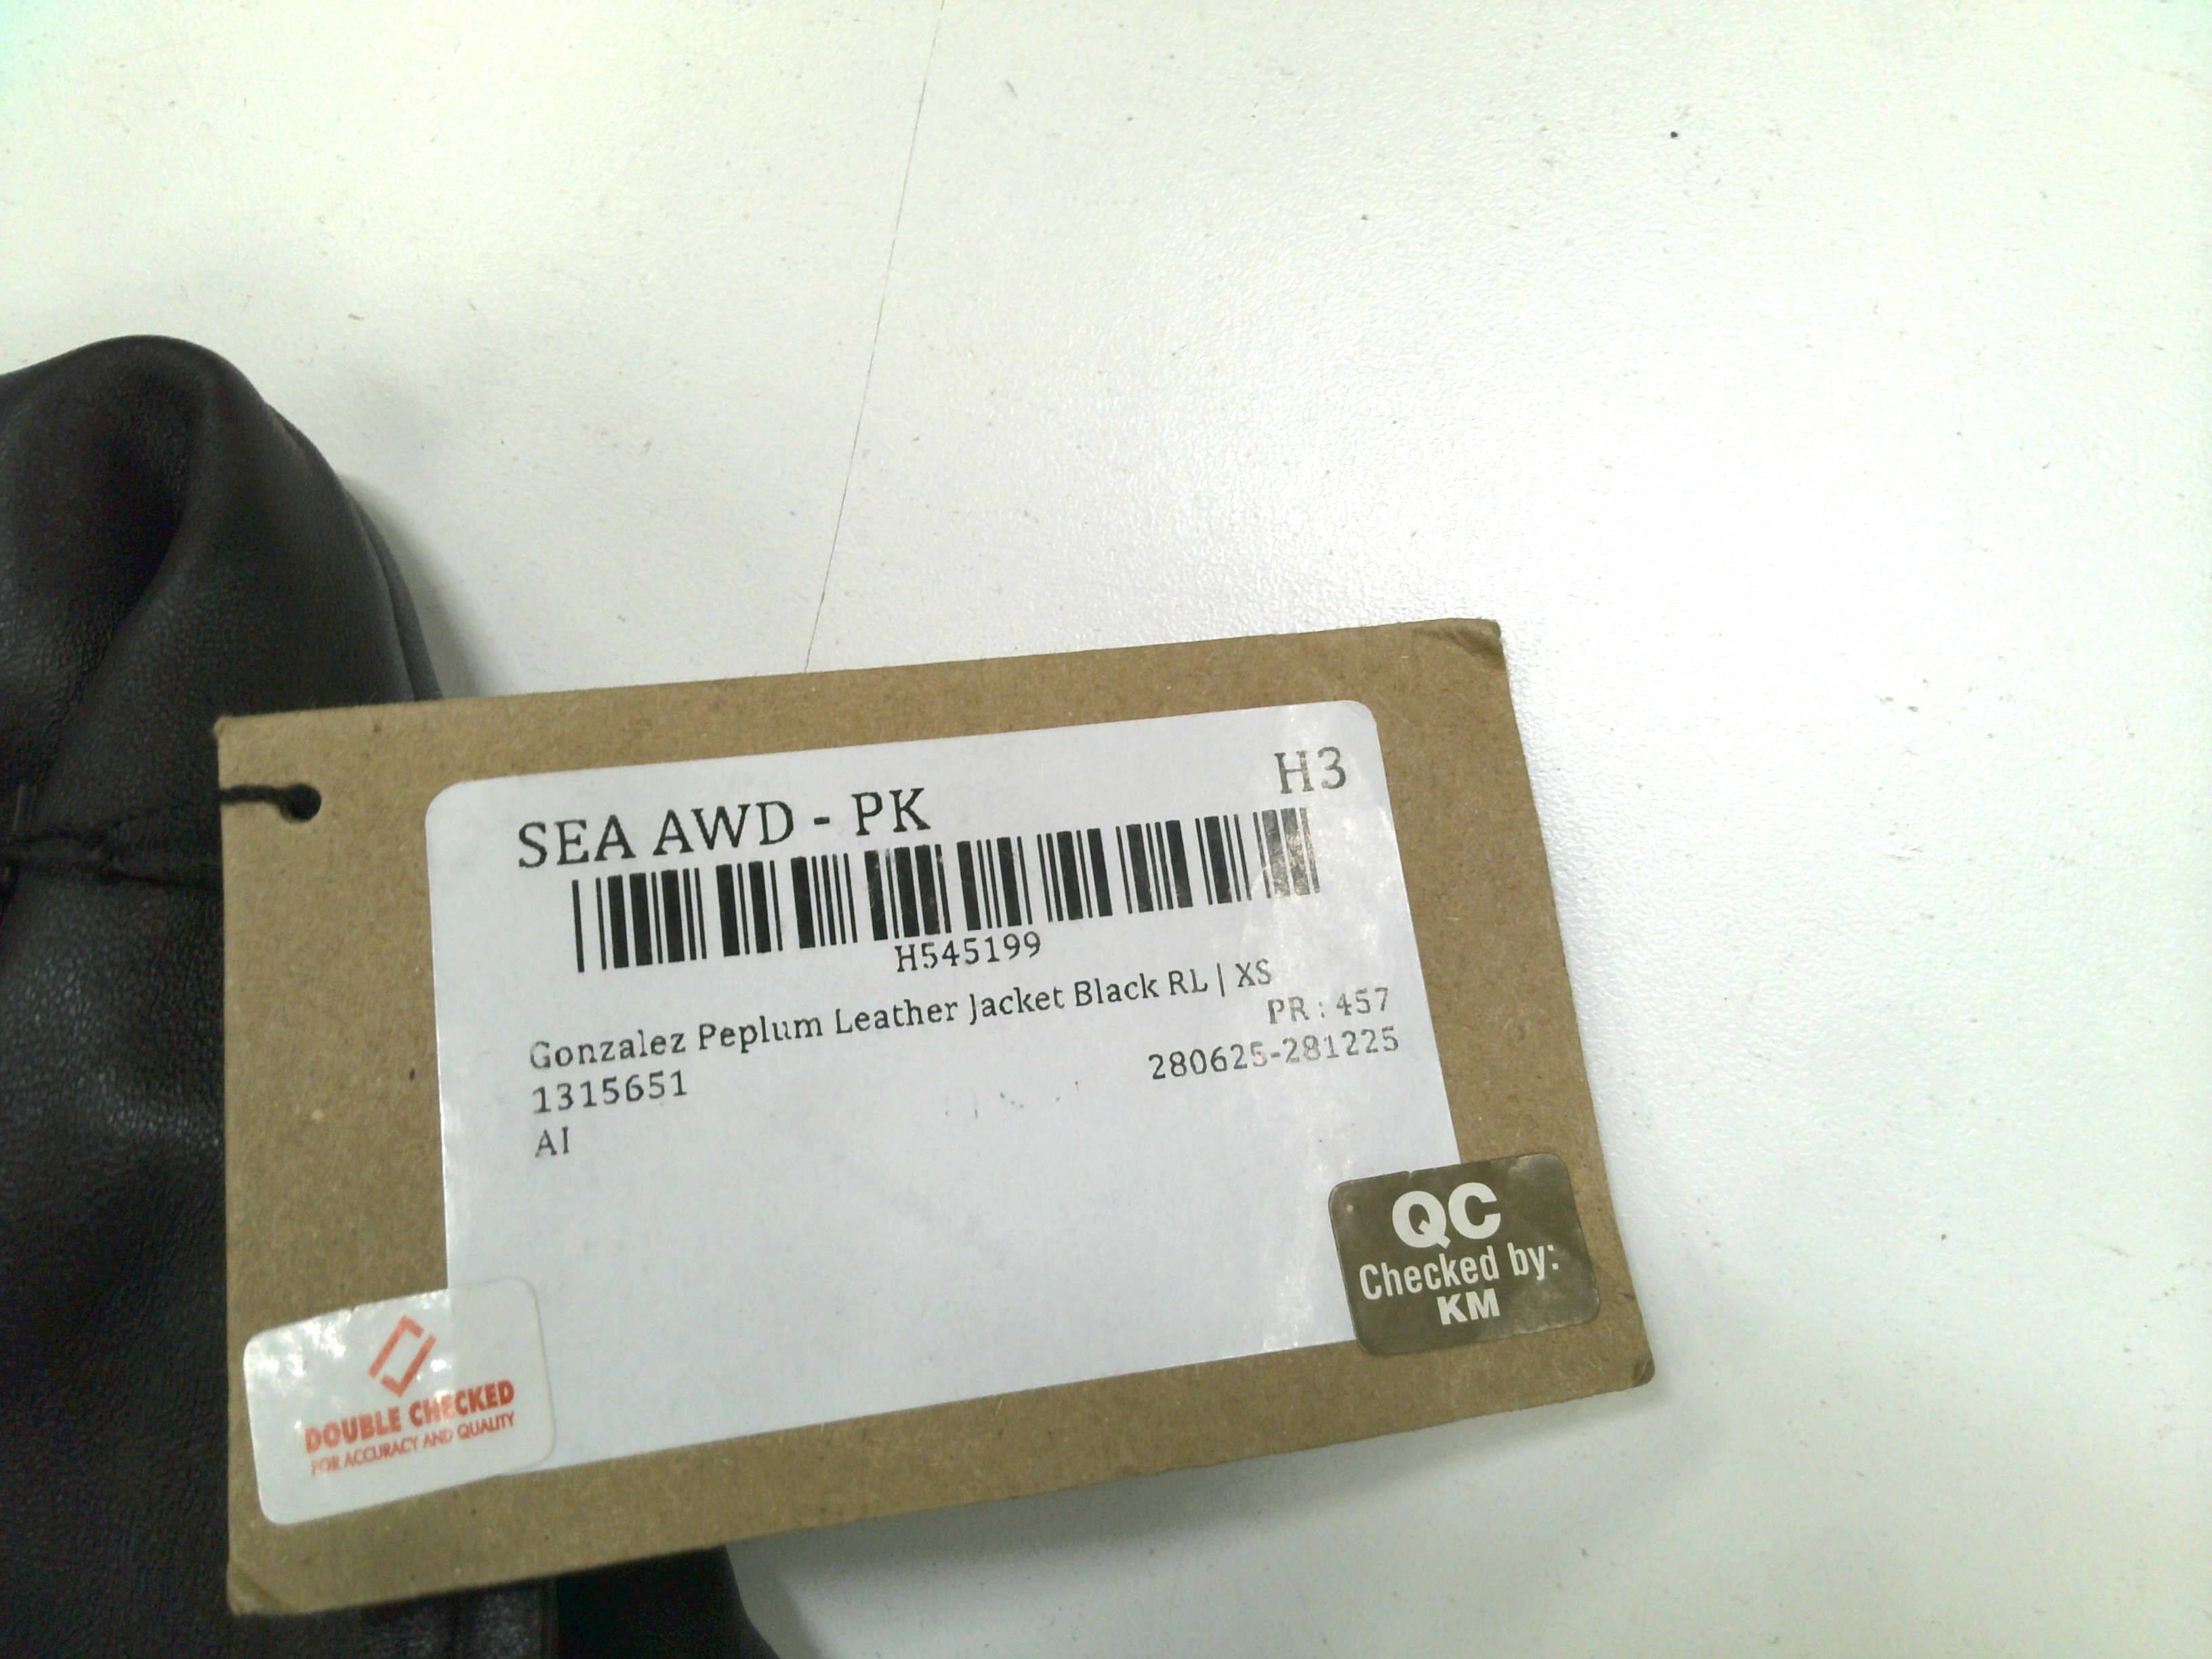 SEA AWD - PK
H3
H545199
Gonzalez Peplum Leather Jacket Black RL | XS
PR : 457
1315651
280625-281225
AI
QC
Checked by:
KM
DOUBLE CHECKED
FOR ACCURACY AND QUALITY